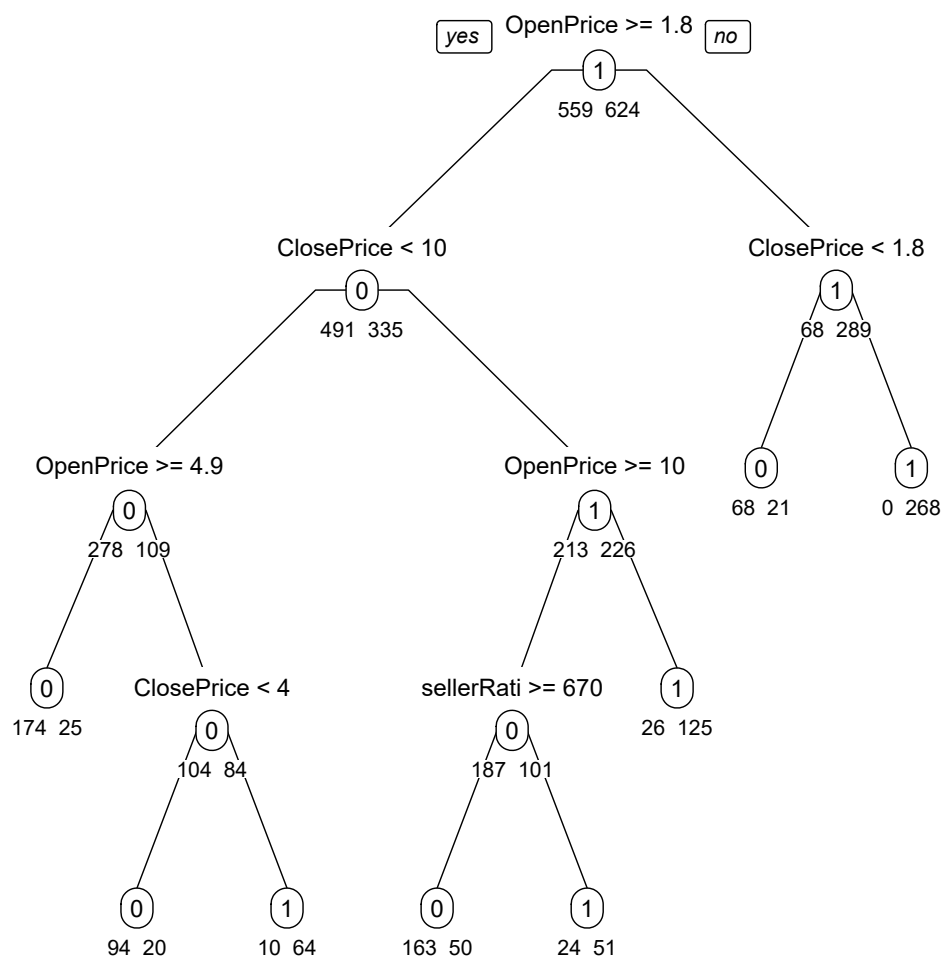 yes OpenPrice >= 1.8 no
1
559 624
ClosePrice < 10 ClosePrice < 1.8
0 1
491 335 68 289
OpenPrice >= 4.9 OpenPrice >= 10 0 1
0 1 68 21 0 268
278 109 213 226
0 ClosePrice < 4 sellerRati >= 670 1
174 25 0 0 26 125
104 84 187 101
0 1 0 1
94 20 10 64 163 50 24 51